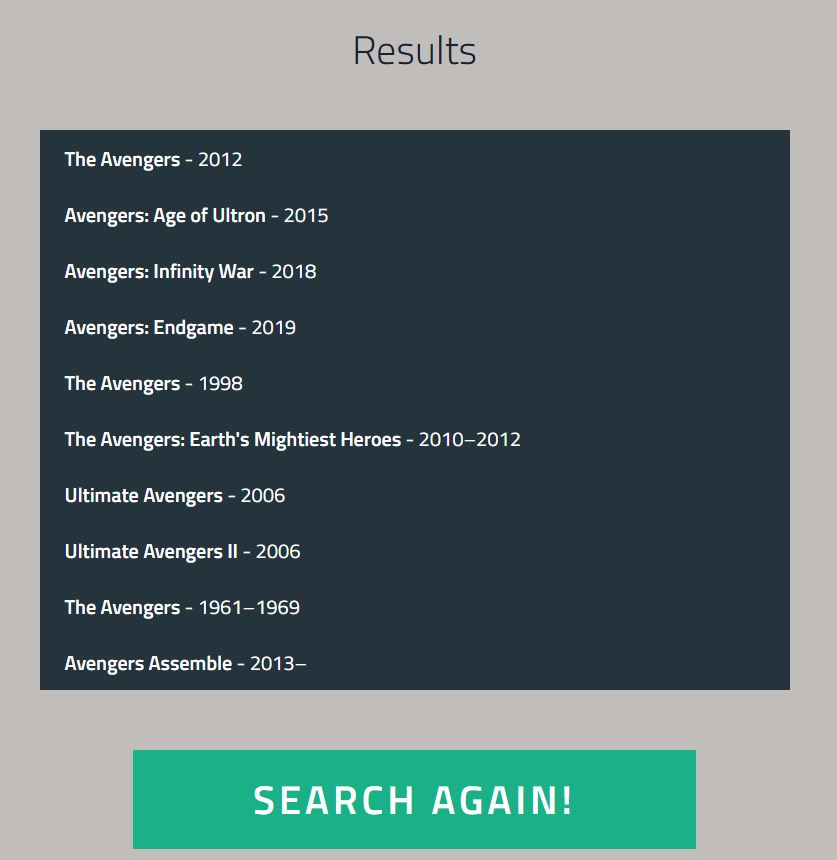 Results
The Avengers - 2012
Avengers: Age of Ultron - 2015
Avengers: Infinity War - 2018
Avengers: Endgame - 2019
The Avengers - 1998
The Avengers: Earth's Mightiest Heroes - 2010–2012
Ultimate Avengers - 2006
Ultimate Avengers II - 2006
The Avengers - 1961–1969
Avengers Assemble - 2013–
SEARCH AGAIN!